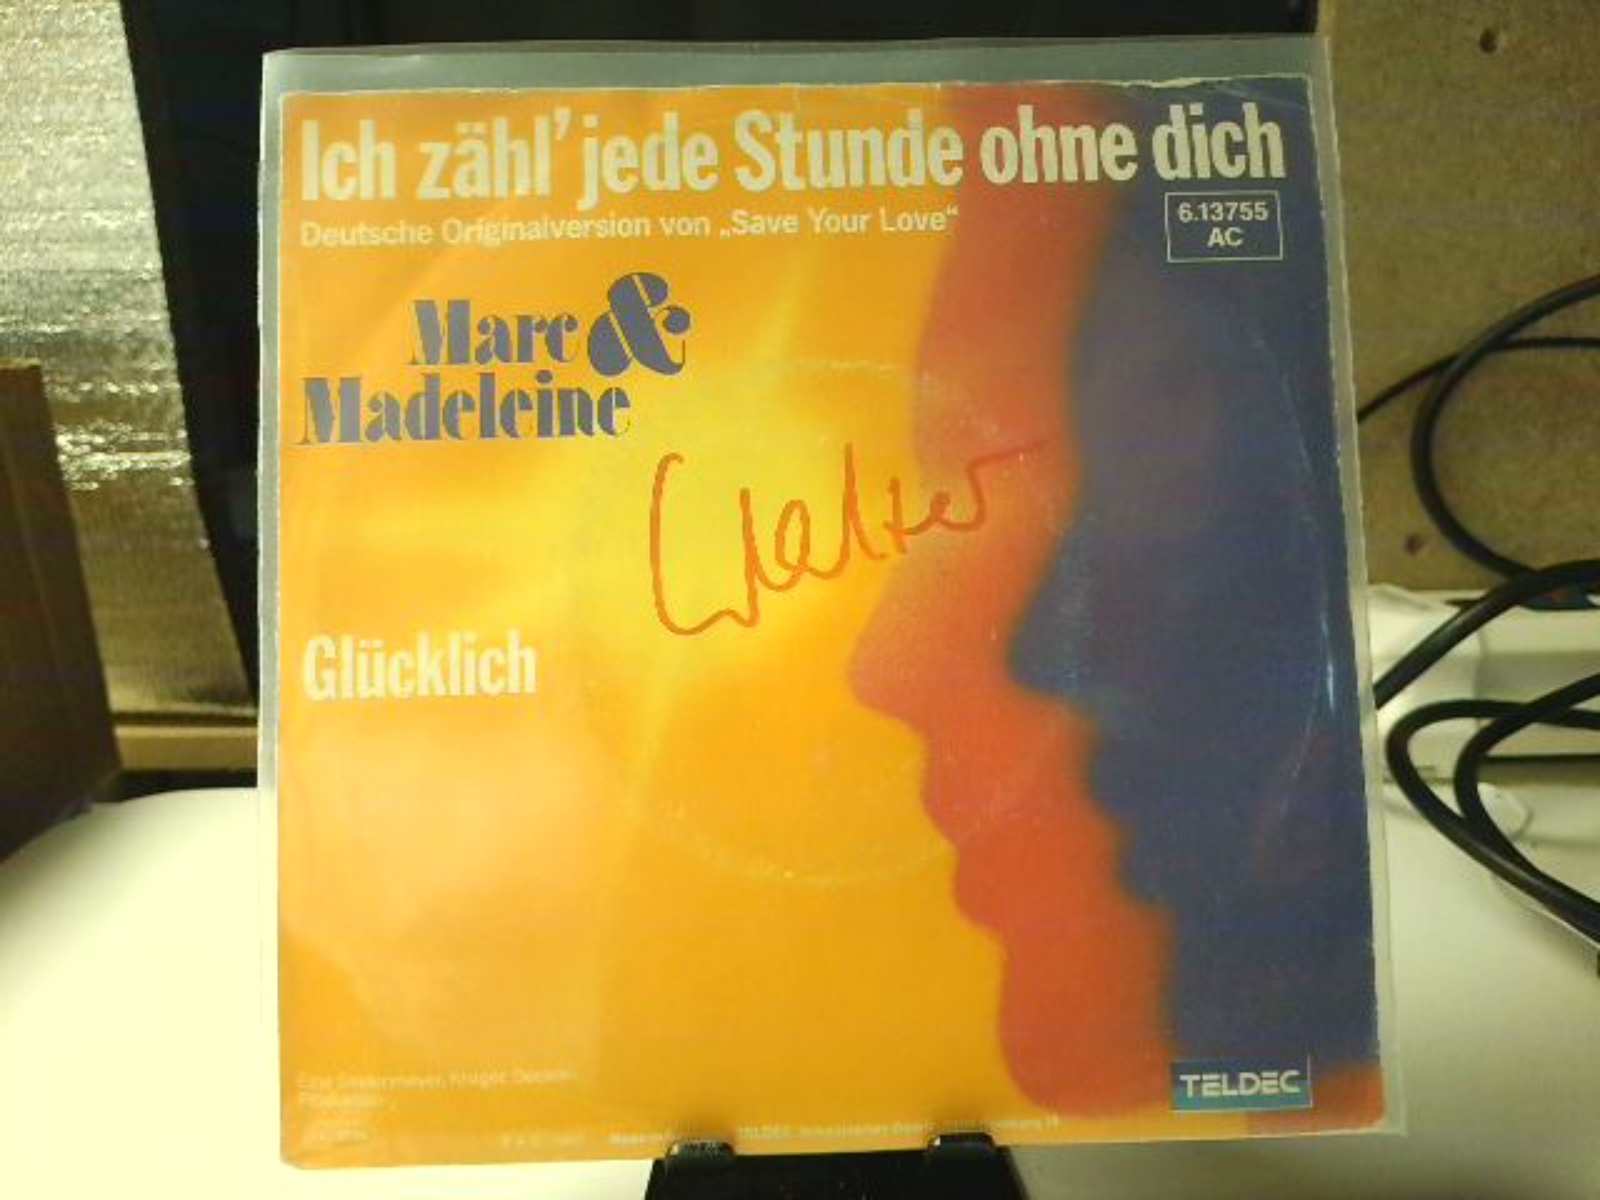 Ich zähl' jede Stunde ohne dich
Deutsche Originalversion von „Save Your Love“
6.13755
AC
Marc &
Madeleine
Walter
Glücklich
Production
TELDEC